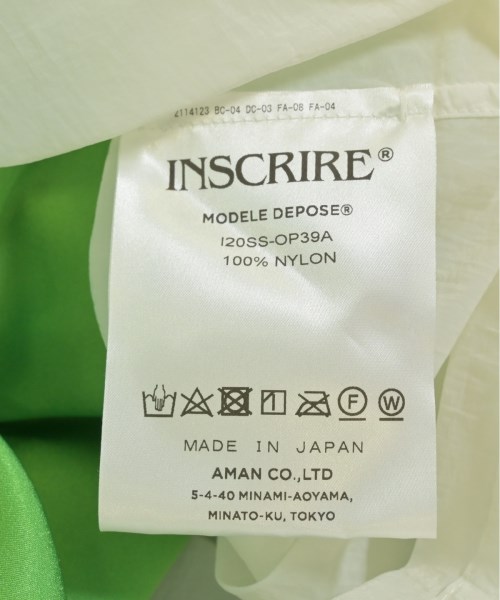 2114123 BC-04 DC-03 FA-08 FA-04
INSCRIRE®
MODELE DEPOSE®
I20SS-OP39A
100% NYLON
F W
MADE IN JAPAN
AMAN CO.,LTD
5-4-40 MINAMI-AOYAMA,
MINATO-KU, TOKYO